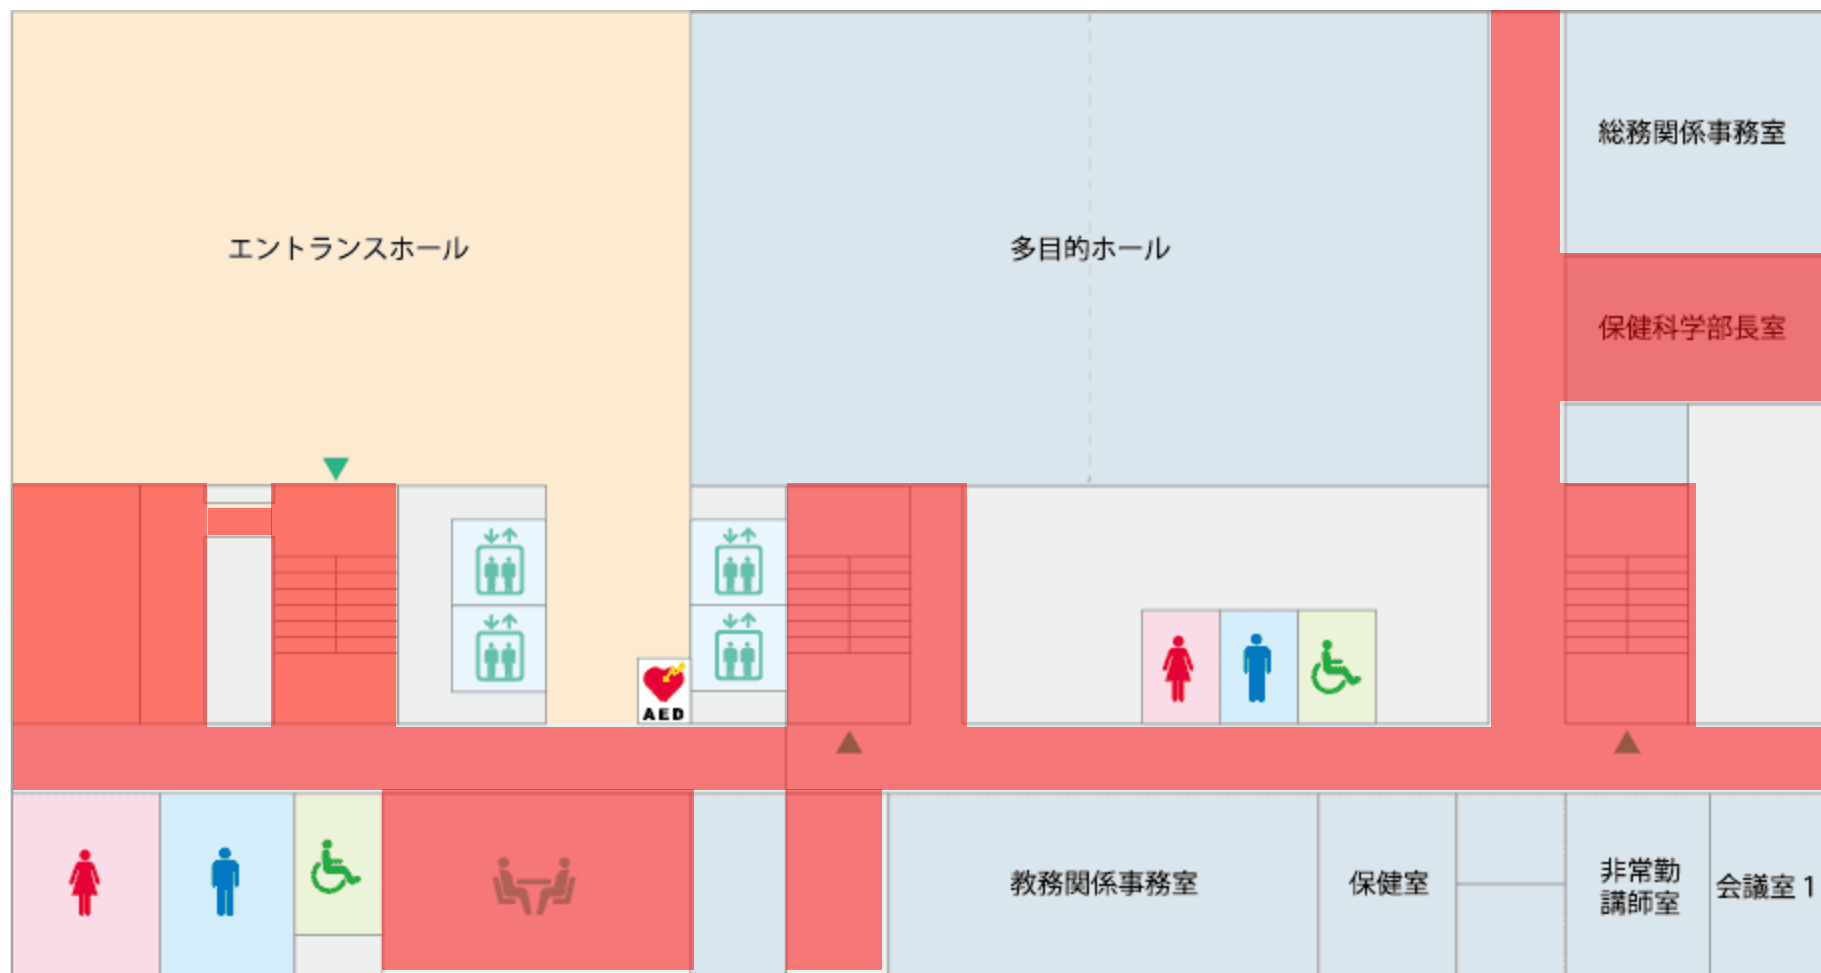 総務関係事務室
エントランスホール
多目的ホール
保健科学部長室
AED
教務関係事務室
保健室
非常勤
講師室
会議室1